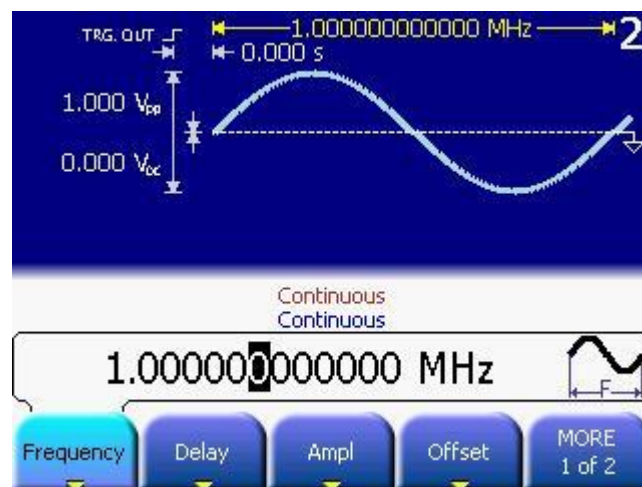 TRG. OUT
1.000000000000 MHz
2
0.000 s
1.000 Vpp
0.000 VDC
Continuous
Continuous
1.000000000000 MHz
F
Frequency
Delay
Ampl
Offset
MORE
1 of 2